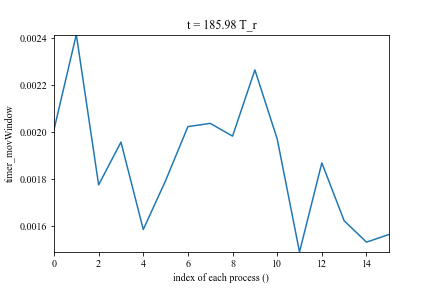 t = 185.98 T_r
0.0024
0.0022
0.0020
0.0018
0.0016
timer_movWindow
0 2 4 6 8 10 12 14
index of each process ()